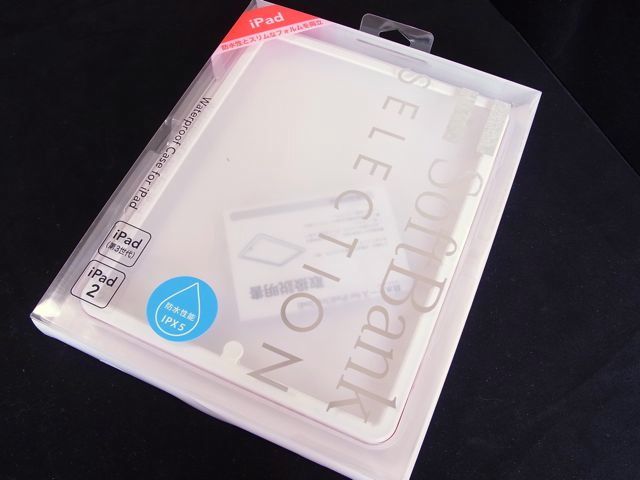 iPad
防水性とスリムなフォルムを両立
SoftBank
SELECTION
Waterproof Case for iPad
iPad
(第3世代)
iPad
2
防水性能
IPX5
取扱説明書